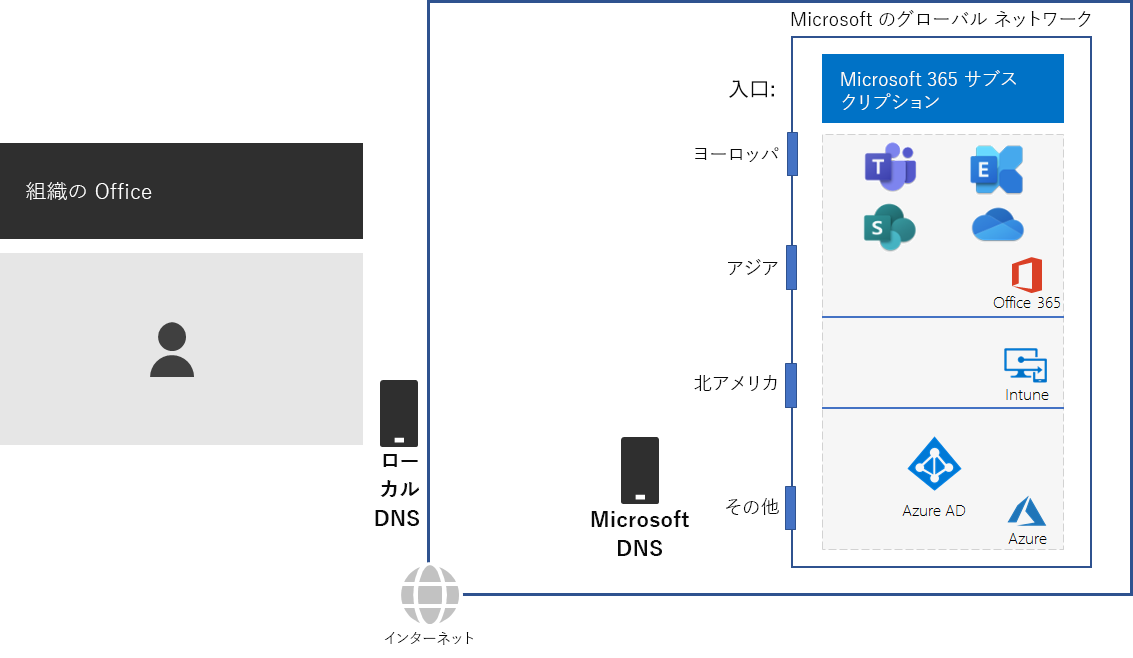 Microsoft のグローバル ネットワーク
Microsoft 365 サブス
クリプション
入口:
ヨーロッパ
T
E
組織の Office
S
アジア
Office 365
北アメリカ
Intune
ローカル
DNS
Microsoft
DNS
その他
Azure AD
Azure
インターネット